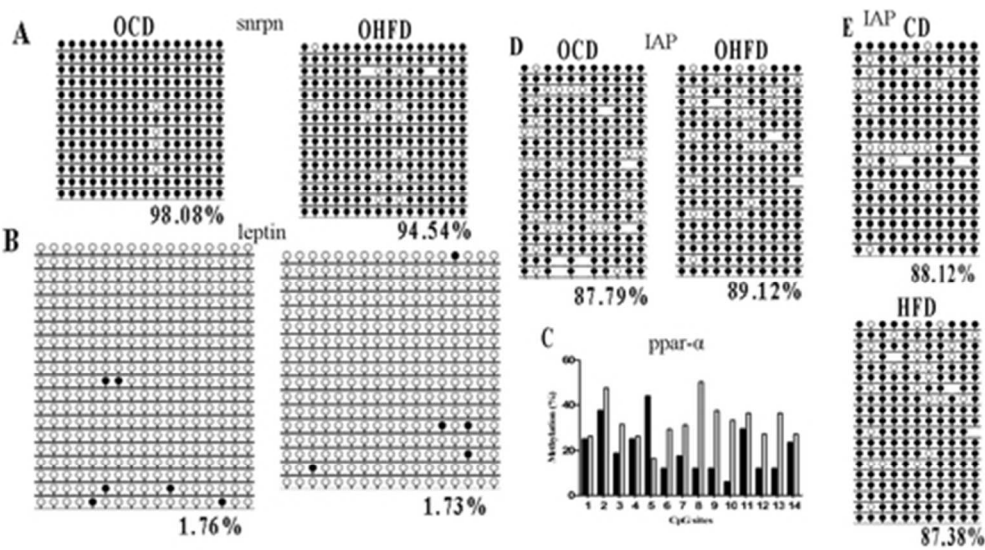 A
OCD
snrpn
OHFD
98.08%
94.54%
B
leptin
1.76%
1.73%
D
OCD
IAP
OHFD
87.79%
89.12%
C
ppar-α
60
40
20
0
Methylation (%)
1 2 3 4 5 6 7 8 9 10 11 12 13 14
CpG sites
E
IAP
CD
88.12%
HFD
87.38%